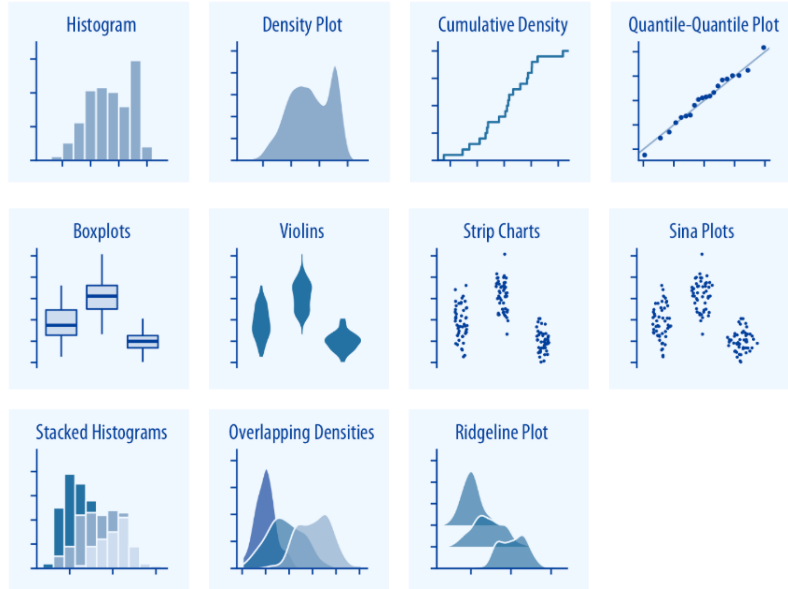 Histogram
Density Plot
Cumulative Density
Quantile-Quantile Plot
Boxplots
Violins
Strip Charts
Sina Plots
Stacked Histograms
Overlapping Densities
Ridgeline Plot